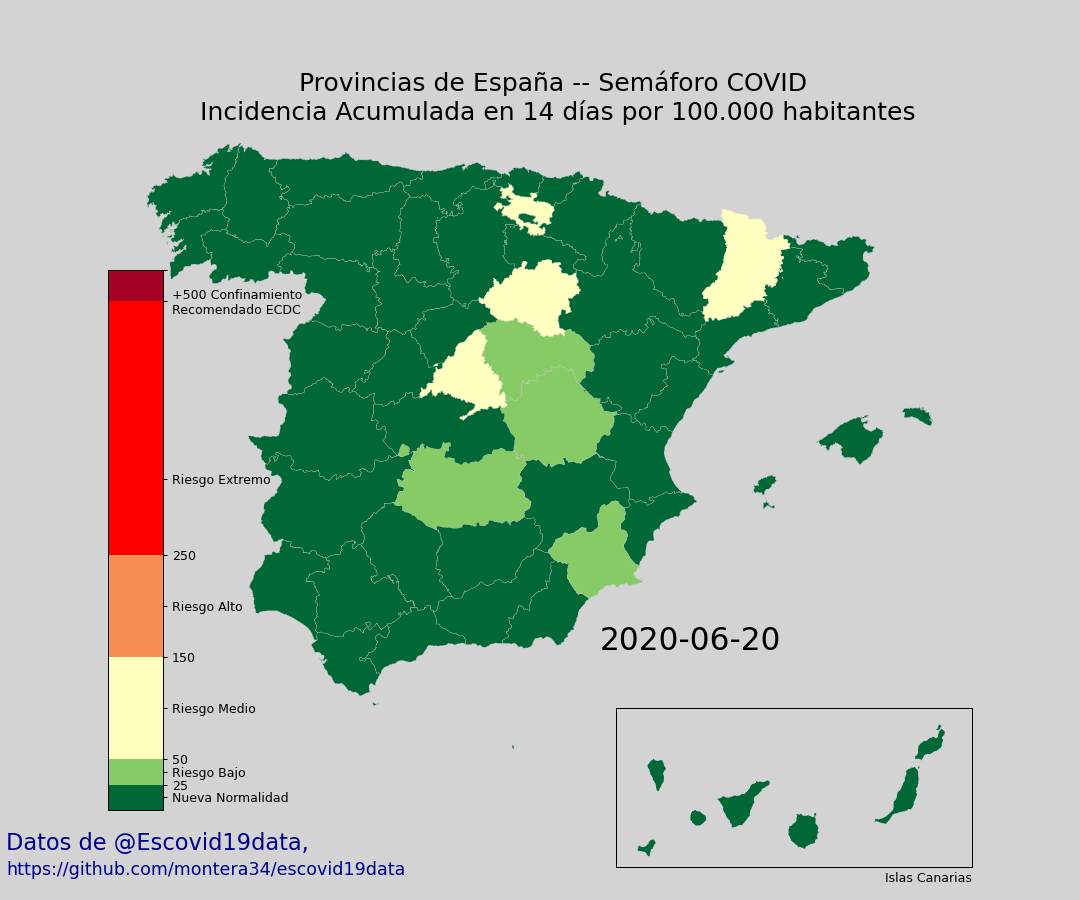 Provincias de España -- Semáforo COVID
Incidencia Acumulada en 14 días por 100.000 habitantes
+500 Confinamiento
Recomendado ECDC
Riesgo Extremo
250
Riesgo Alto
150
Riesgo Medio
50
Riesgo Bajo
25
Nueva Normalidad
2020-06-20
Islas Canarias
Datos de @Escovid19data,
https://github.com/montera34/escovid19data